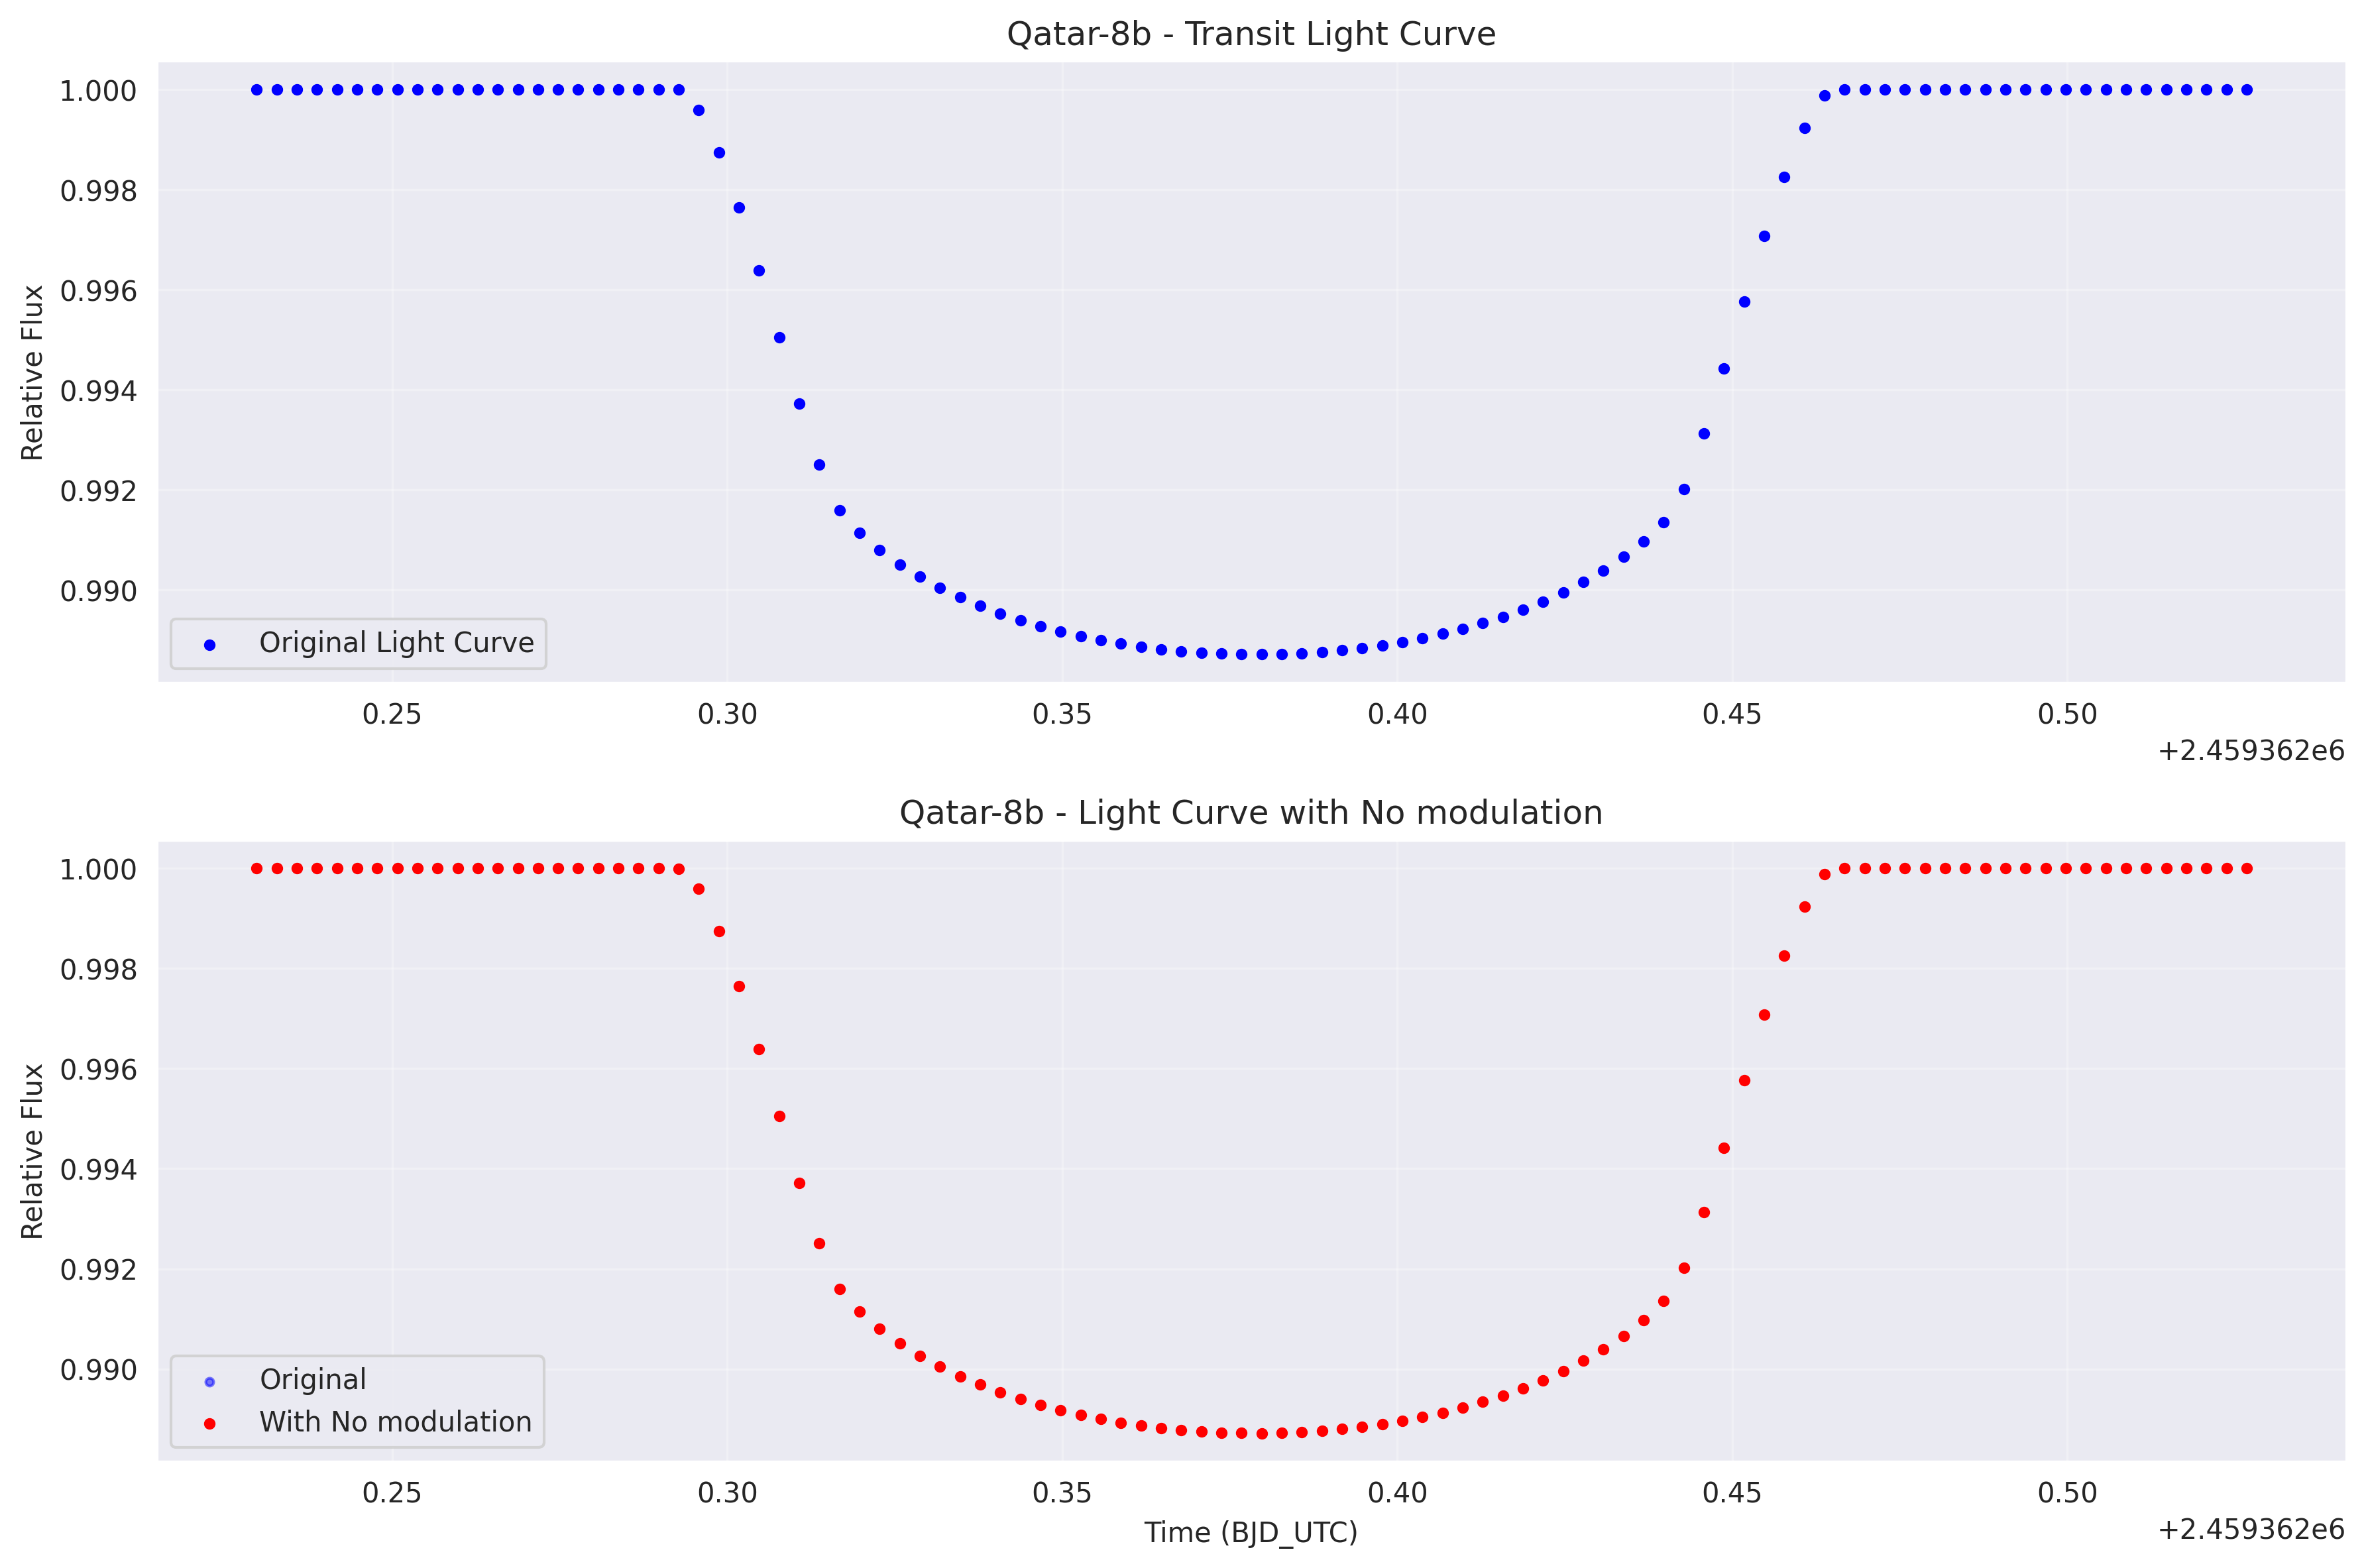 Qatar-8b - Transit Light Curve
Relative Flux
1.000
0.998
0.996
0.994
0.992
0.990
Original Light Curve
0.25 0.30 0.35 0.40 0.45 0.50
+2.459362e6
Qatar-8b - Light Curve with No modulation
Relative Flux
1.000
0.998
0.996
0.994
0.992
0.990
Original
With No modulation
0.25 0.30 0.35 0.40 0.45 0.50
Time (BJD_UTC)
+2.459362e6